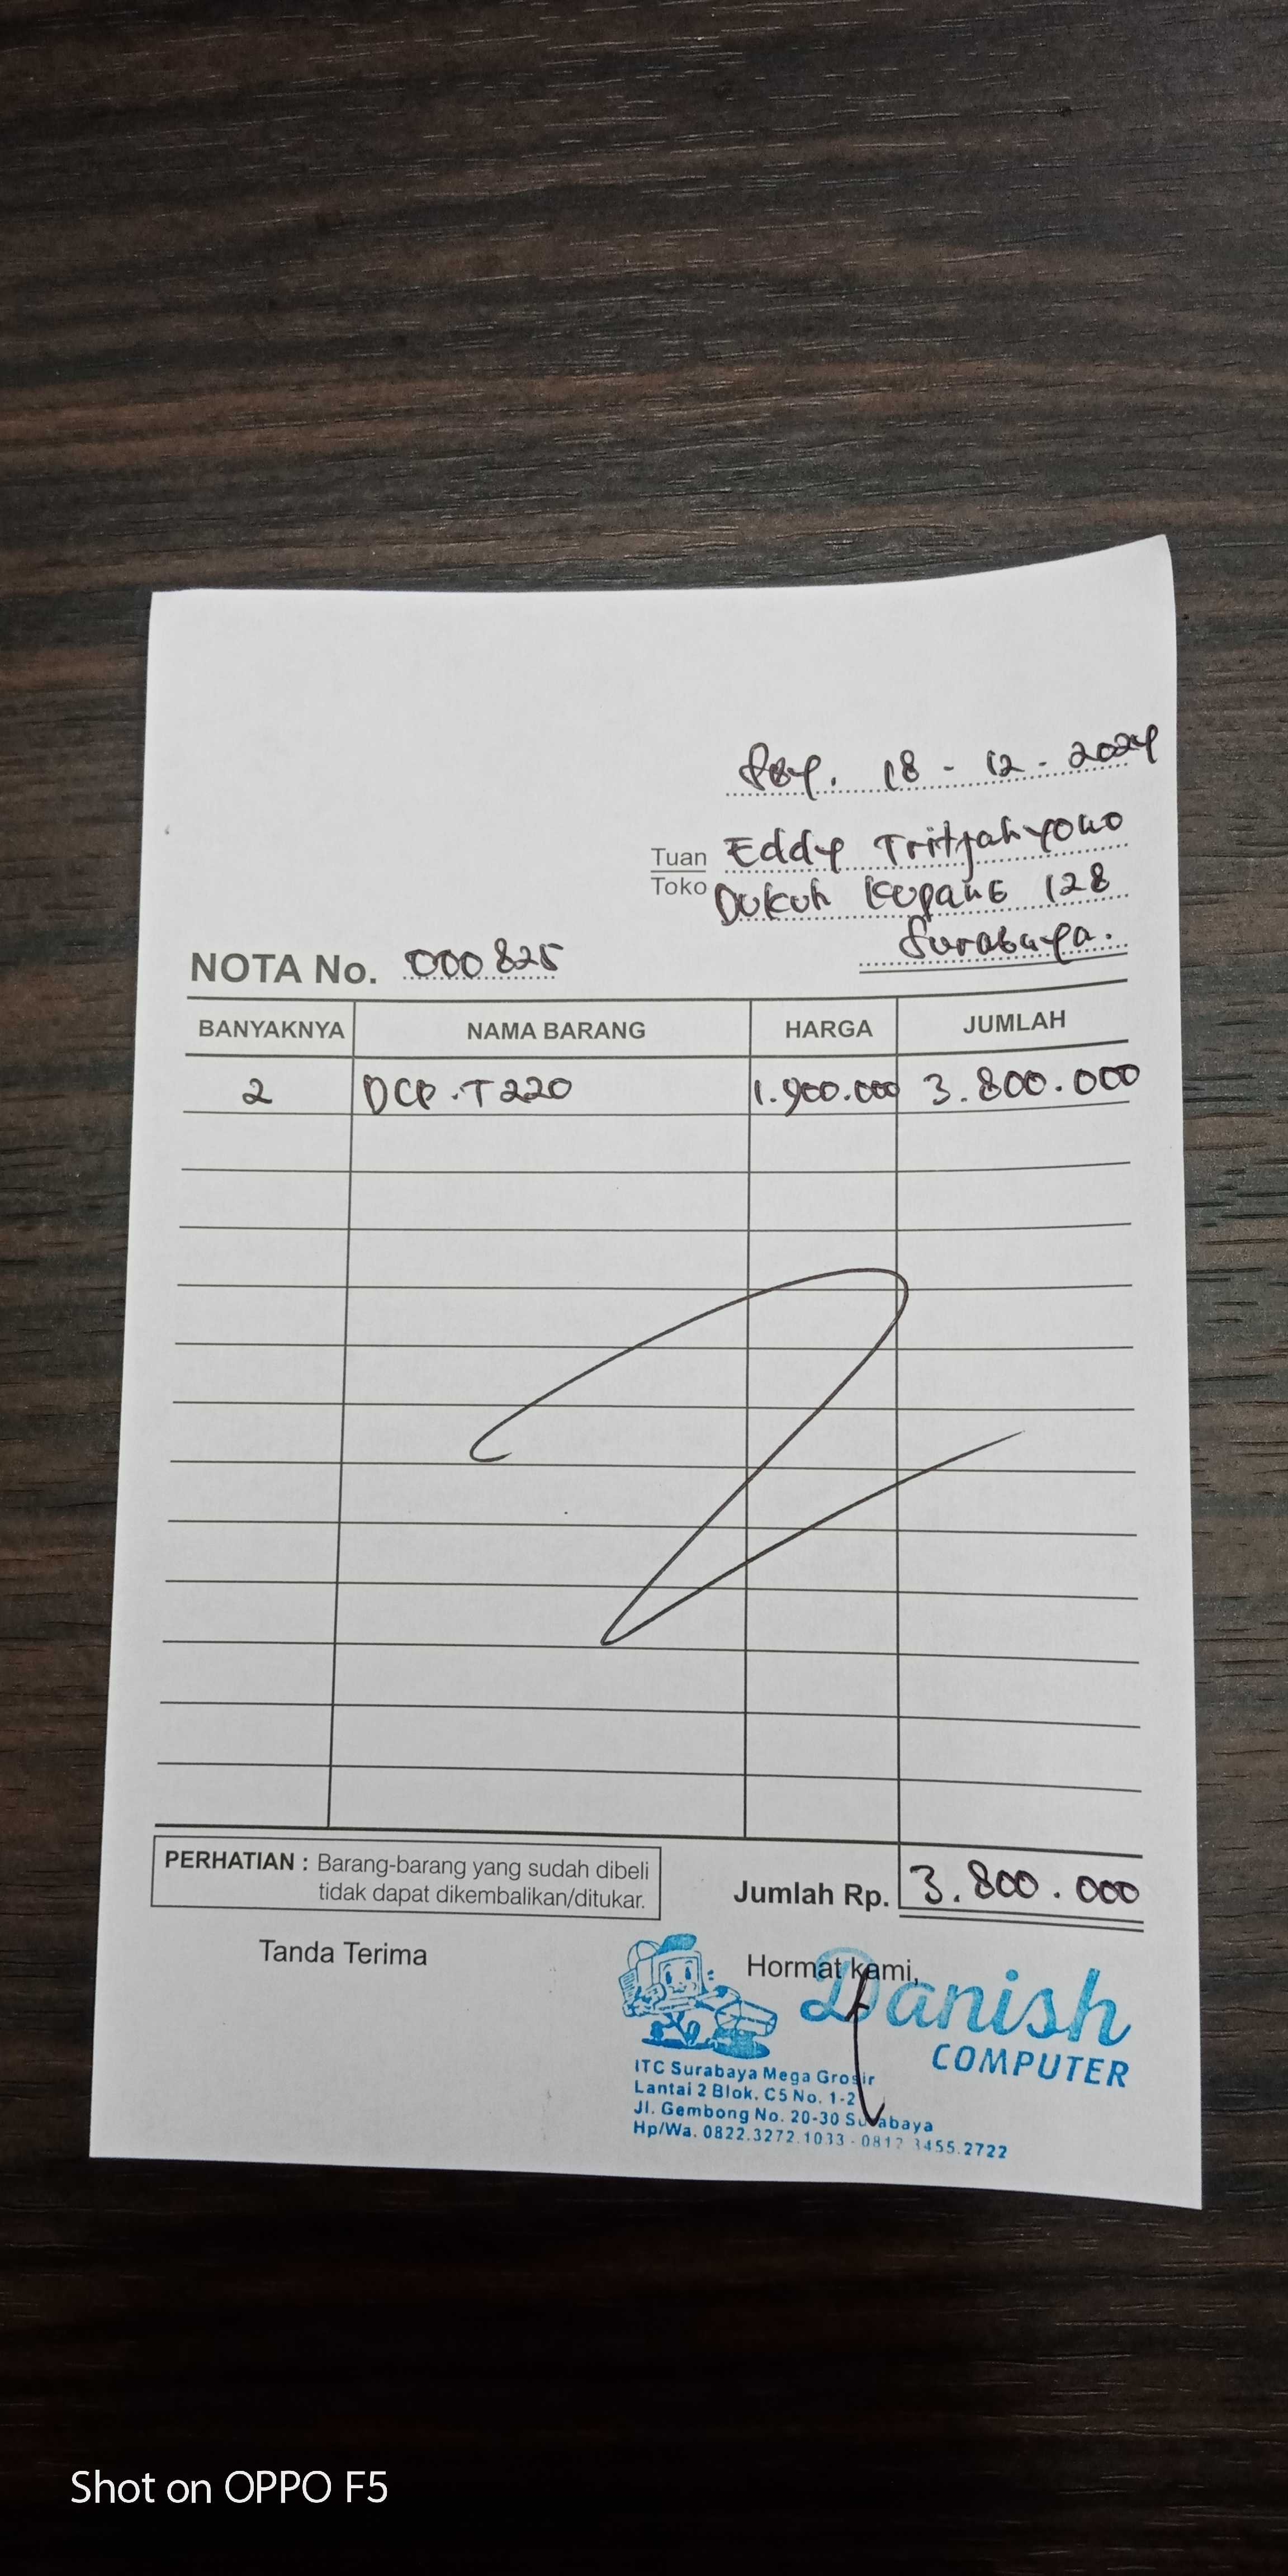 Sby. 18 - 12 - 2024
Tuan Eddy Tritjahyono
Toko Dukuh Kupang 128
Surabaya.
NOTA No. 000825
BANYAKNYA NAMA BARANG HARGA JUMLAH
2 DCP.T220 1.900.000 3.800.000
PERHATIAN : Barang-barang yang sudah dibeli
tidak dapat dikembalikan/ditukar.
Jumlah Rp. 3.800.000
Tanda Terima
Hormat kami,
Danish
COMPUTER
ITC Surabaya Mega Grosir
Lantai 2 Blok. C5 No. 1-2
Jl. Gembong No. 20-30 Surabaya
Hp/Wa. 0822.3272.1033 - 0812.3455.2722
Shot on OPPO F5